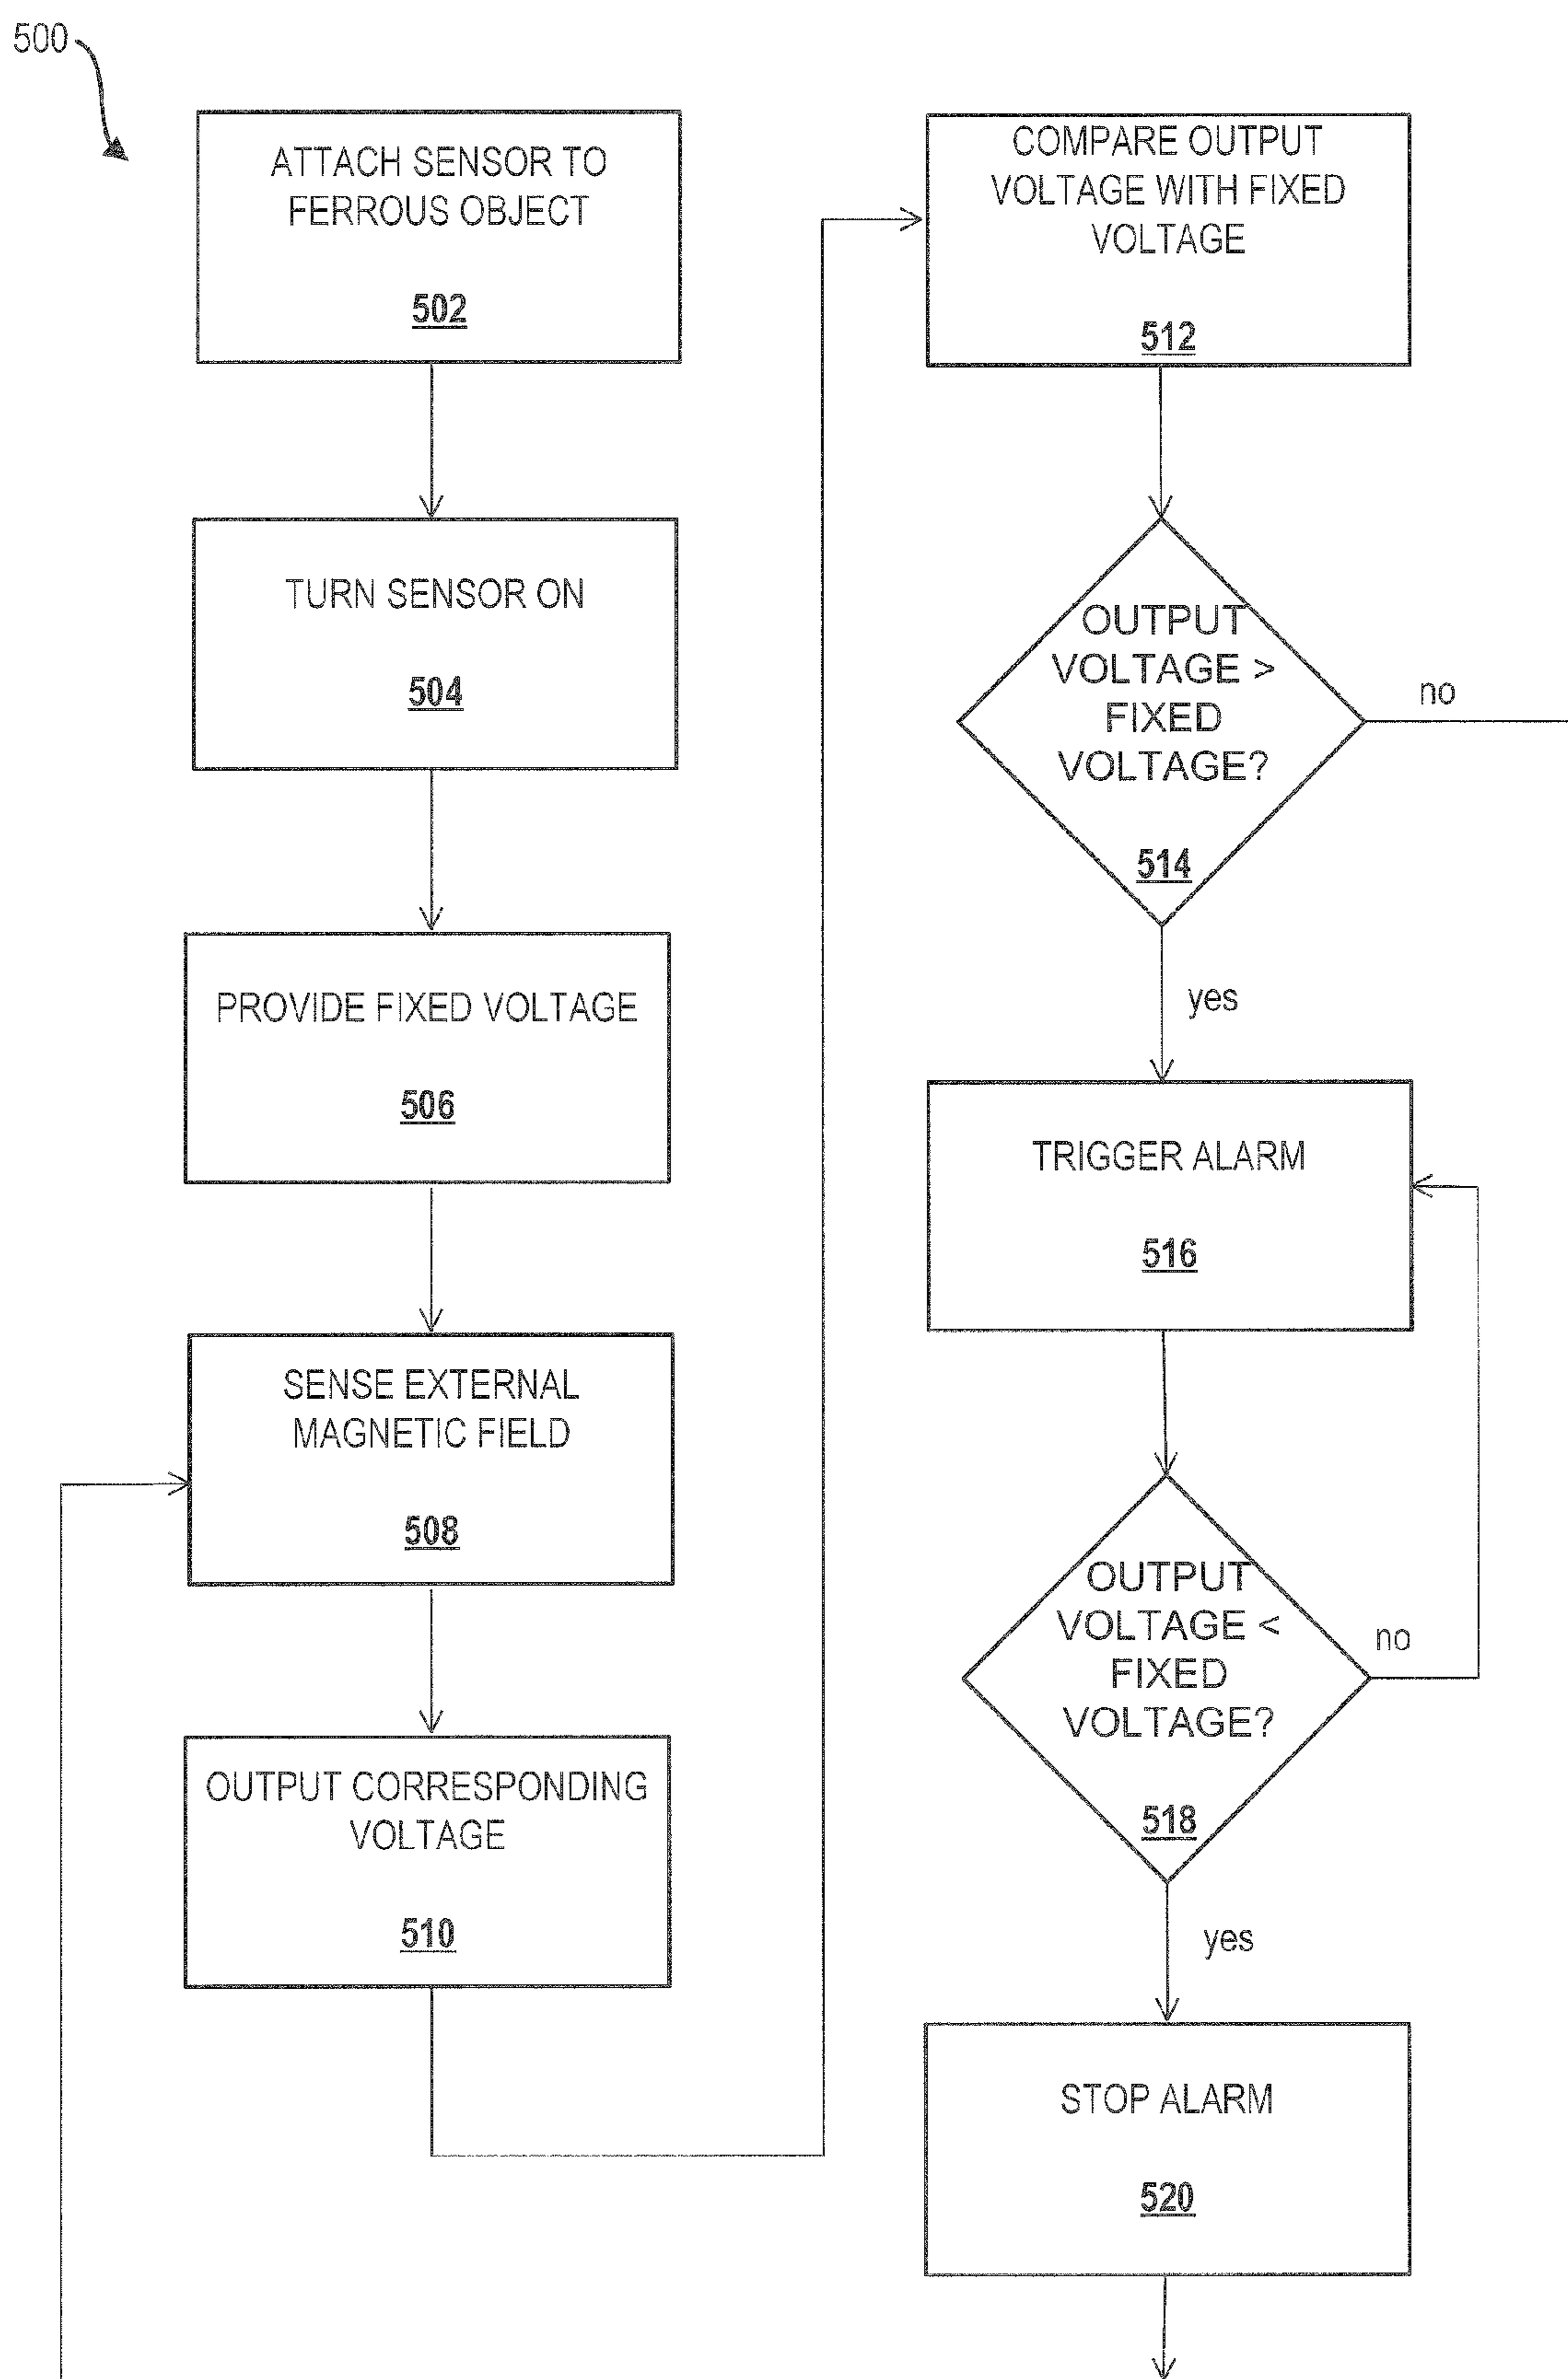 500
ATTACH SENSOR TO
FERROUS OBJECT
502
TURN SENSOR ON
504
PROVIDE FIXED VOLTAGE
506
SENSE EXTERNAL
MAGNETIC FIELD
508
OUTPUT CORRESPONDING
VOLTAGE
510
COMPARE OUTPUT
VOLTAGE WITH FIXED
VOLTAGE
512
OUTPUT
VOLTAGE >
FIXED
VOLTAGE?
514
no
yes
TRIGGER ALARM
516
OUTPUT
VOLTAGE <
FIXED
VOLTAGE?
518
no
yes
STOP ALARM
520